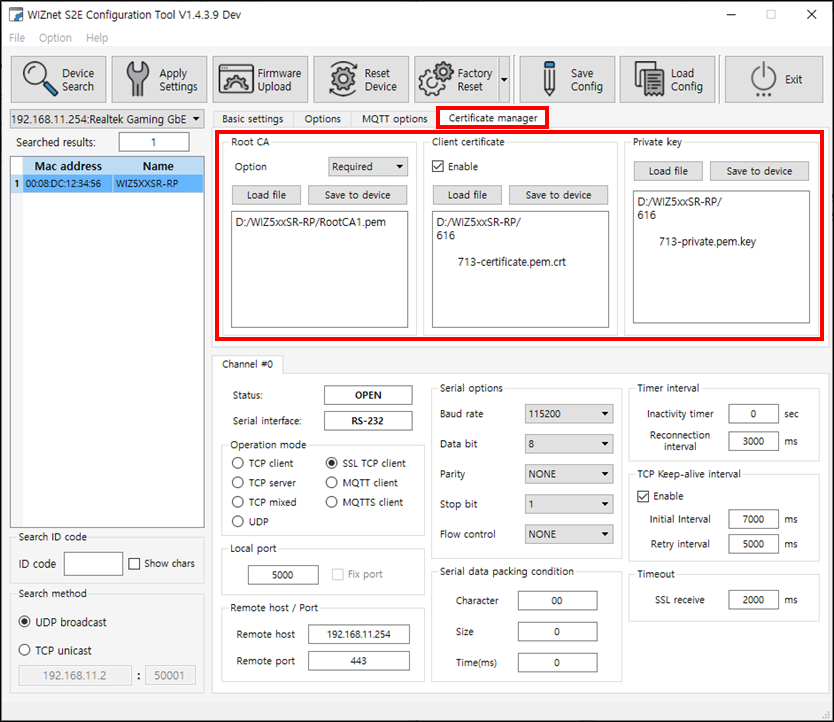 WIZnet S2E Configuration Tool V1.4.3.9 Dev
File Option Help
Device Search
Apply Settings
Firmware Upload
Reset Device
Factory Reset
Save Config
Load Config
Exit
192.168.11.254:Realtek Gaming GbE
Searched results: 1
Mac address Name
1 00:08:DC:12:34:56 WIZ5XXSR-RP
Search ID code
ID code Show chars
Search method
UDP broadcast
TCP unicast
192.168.11.2 : 50001
Basic settings Options MQTT options Certificate manager
Root CA
Option Required
Load file Save to device
D:/WIZ5xxSR-RP/RootCA1.pem
Client certificate
Enable
Load file Save to device
D:/WIZ5xxSR-RP/
616
713-certificate.pem.crt
Private key
Load file Save to device
D:/WIZ5xxSR-RP/
616
713-private.pem.key
Channel #0
Status: OPEN
Serial interface: RS-232
Operation mode
TCP client SSL TCP client
TCP server MQTT client
TCP mixed MQTTS client
UDP
Local port
5000 Fix port
Remote host / Port
Remote host 192.168.11.254
Remote port 443
Serial options
Baud rate 115200
Data bit 8
Parity NONE
Stop bit 1
Flow control NONE
Serial data packing condition
Character 00
Size 0
Time(ms) 0
Timer interval
Inactivity timer 0 sec
Reconnection interval 3000 ms
TCP Keep-alive interval
Enable
Initial Interval 7000 ms
Retry interval 5000 ms
Timeout
SSL receive 2000 ms